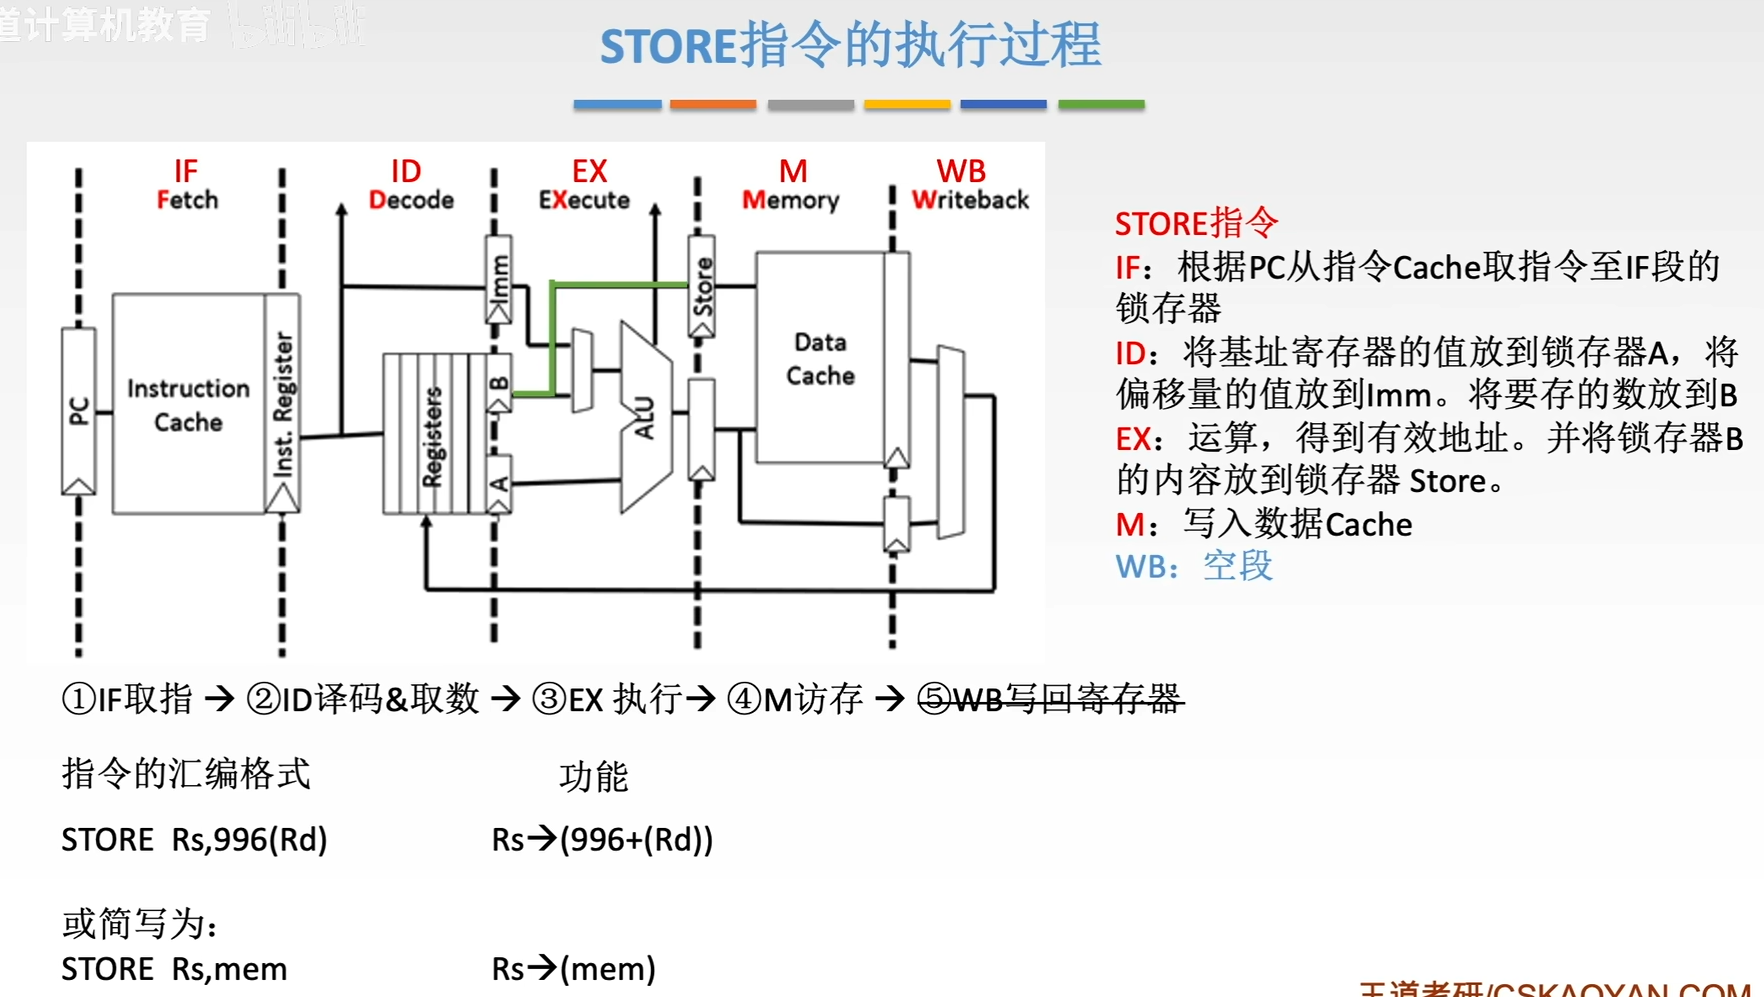 道计算机教育 bilibili
STORE指令的执行过程
IF
Fetch
ID
Decode
EX
EXecute
M
Memory
WB
Writeback
PC
Instruction
Cache
Inst. Register
Registers
Imm
B
A
ALU
Store
Data
Cache
STORE指令
IF：根据PC从指令Cache取指令至IF段的
锁存器
ID：将基址寄存器的值放到锁存器A，将
偏移量的值放到Imm。将要存的数放到B
EX：运算，得到有效地址。并将锁存器B
的内容放到锁存器 Store。
M：写入数据Cache
WB：空段
①IF取指 → ②ID译码&取数 → ③EX 执行→ ④M访存 → ⑤WB写回寄存器
指令的汇编格式 功能
STORE Rs,996(Rd) Rs→(996+(Rd))
或简写为：
STORE Rs,mem Rs→(mem)
王道考研/CSKAOYAN.COM